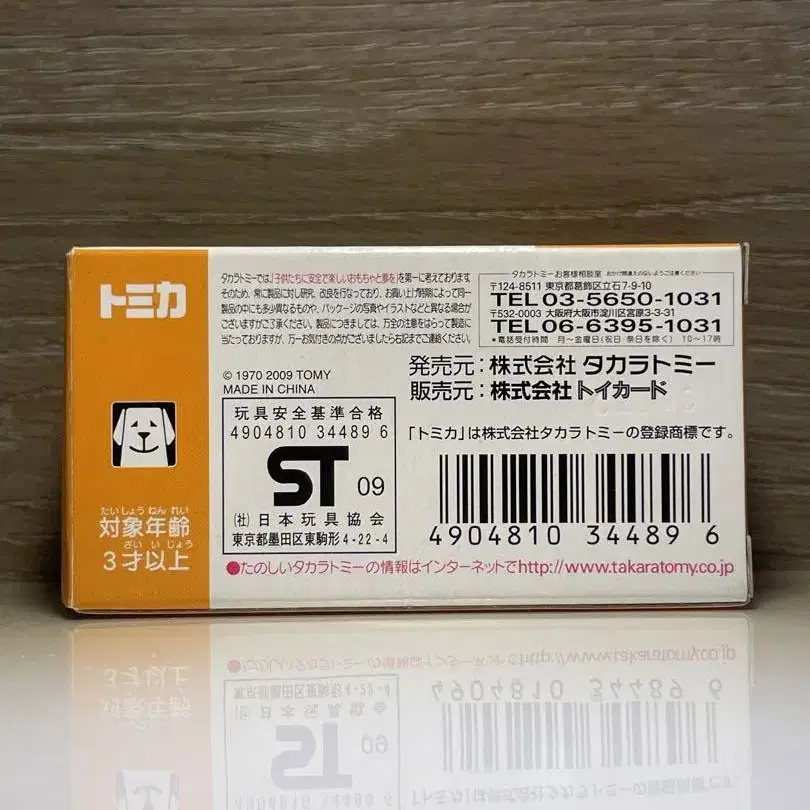 トミカ
たいしょうねんれい
対象年齢
さい いじょう
3才以上
タカラトミーでは、「子供たちに安全で楽しいおもちゃと夢を」を第一に考えております。
そのため、常に製品に対し研究、改良を行なっており、お買い上げ時期によって同一
製品の中にも多少異なるものや、パッケージの写真やイラストなどと異なる場合が
ございますがご了承ください。製品につきましては、万全の注意をはらって製造に
当たっておりますが、万一お気付きの点がございましたら右記までご連絡ください。
© 1970 2009 TOMY
MADE IN CHINA
玩具安全基準合格
4904810 34489 6
ST 09
(社)日本玩具協会
東京都墨田区東駒形4-22-4
タカラトミーお客様相談室 おかけ間違えのないようご注意ください
〒124-8511 東京都葛飾区立石7-9-10
TEL 03-5650-1031
〒532-0003 大阪府大阪市淀川区宮原3-3-31
TEL 06-6395-1031
*電話受付時間 月～金曜日(祝日・祭日を除く) 10～17時
発売元：株式会社 タカラトミー
販売元：株式会社 トイカード
「トミカ」は株式会社タカラトミーの登録商標です。
4904810 344896
●たのしいタカラトミーの情報はインターネットでhttp://www.takaratomy.co.jp